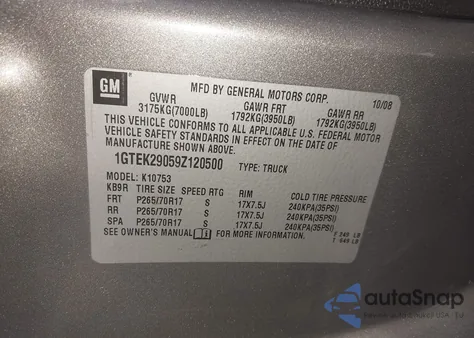 GM
MFD BY GENERAL MOTORS CORP. 10/08
GVWR GAWR FRT GAWR RR
3175KG(7000LB) 1792KG(3950LB) 1792KG(3950LB)
THIS VEHICLE CONFORMS TO ALL APPLICABLE U.S. FEDERAL MOTOR
VEHICLE SAFETY STANDARDS IN EFFECT ON THE DATE OF
MANUFACTURE SHOWN ABOVE.
1GTEK29059Z120500 TYPE: TRUCK
MODEL: K10753
KB9R TIRE SIZE SPEED RTG RIM COLD TIRE PRESSURE
FRT P265/70R17 S 17X7.5J 240KPA(35PSI)
RR P265/70R17 S 17X7.5J 240KPA(35PSI)
SPA P265/70R17 S 17X7.5J 240KPA(35PSI)
SEE OWNER'S MANUAL
T 649 LB
autoSnap